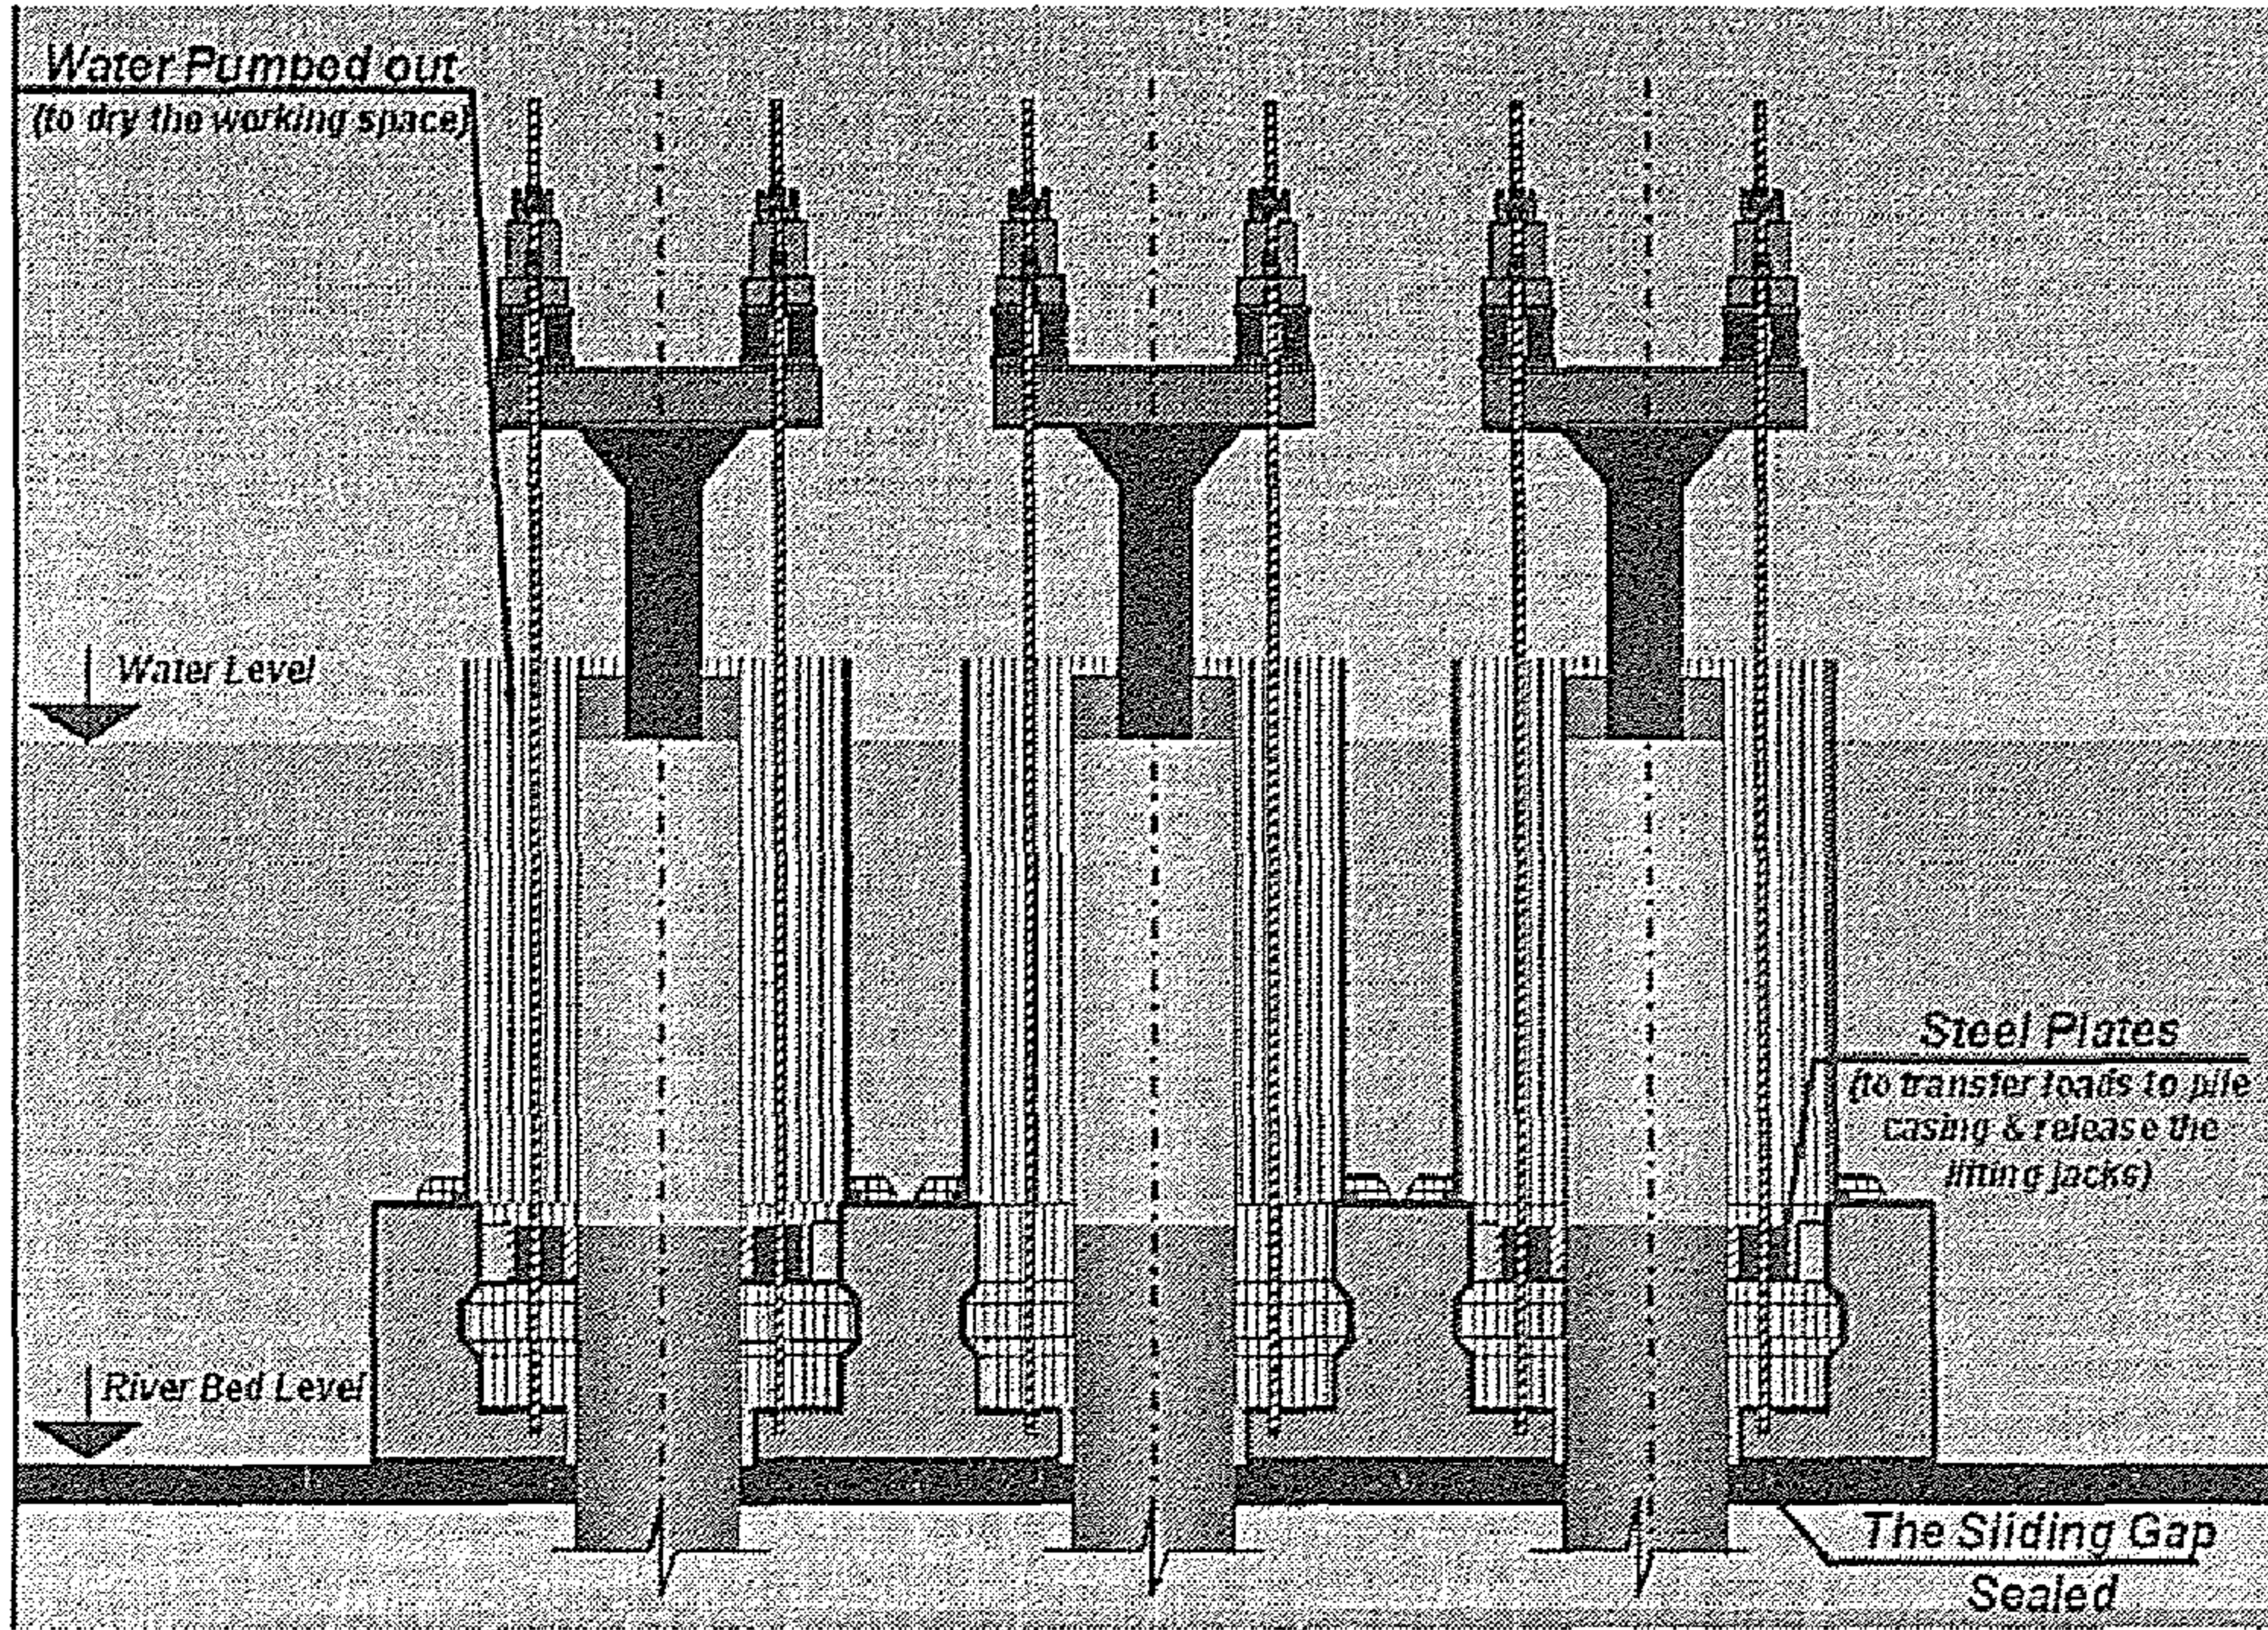 Water Pumped out
(to dry the working space)
Water Level
Steel Plates
(to transfer loads to pile
casing & release the
lifting jacks)
River Bed Level
The Sliding Gap
Sealed